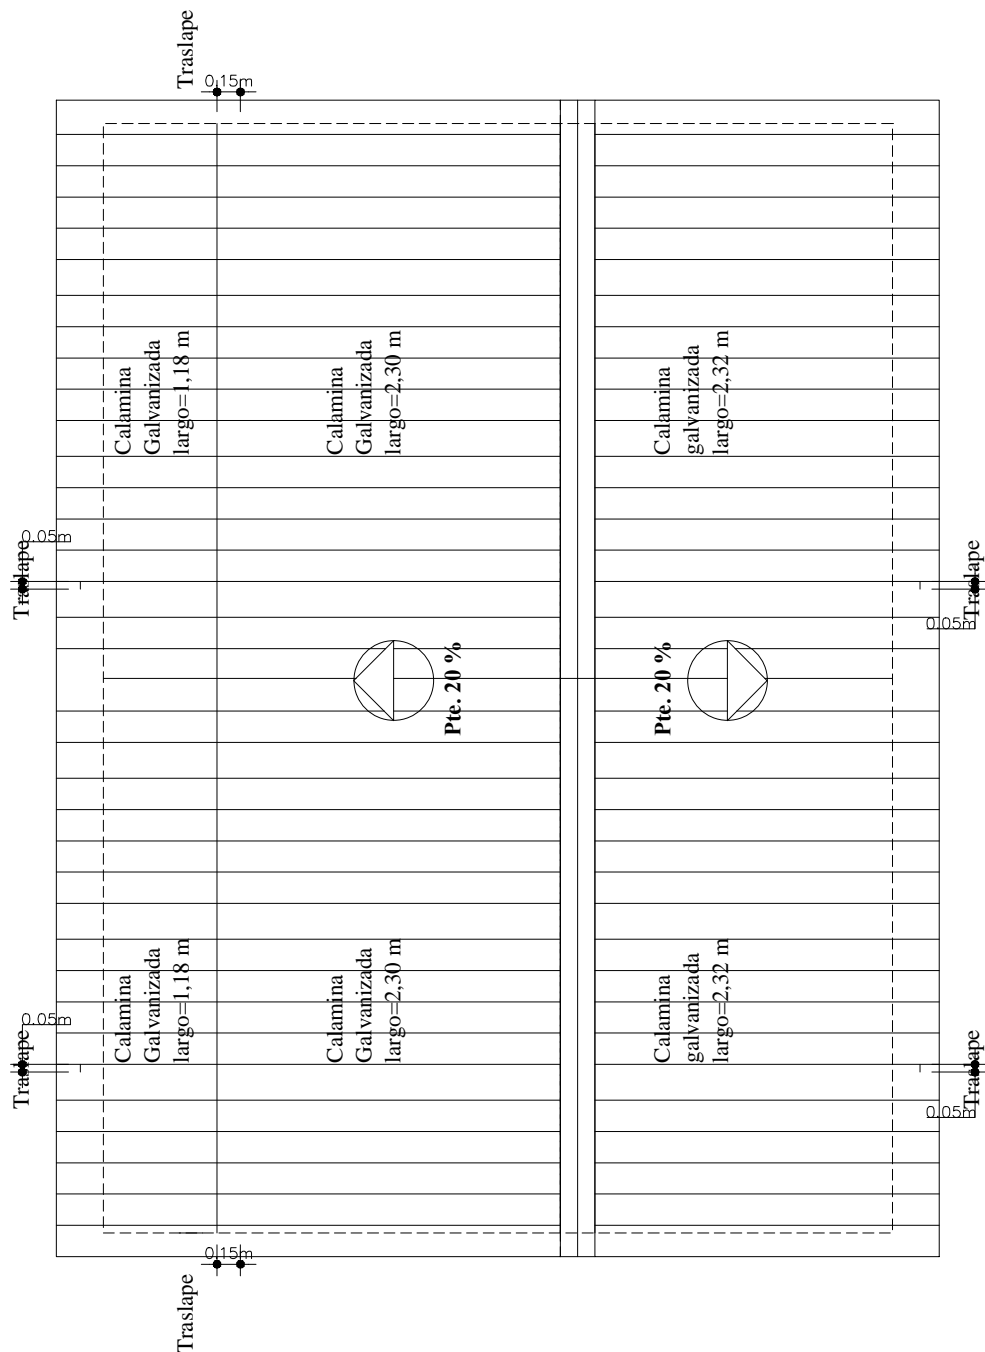 Traslape
0.15m
Calamina
Galvanizada
largo=1,18 m
Calamina
Galvanizada
largo=2,30 m
Calamina
galvanizada
largo=2,32 m
0.05m
Traslape
Traslape
0.05m
Pte. 20 %
Pte. 20 %
Calamina
Galvanizada
largo=1,18 m
Calamina
Galvanizada
largo=2,30 m
Calamina
galvanizada
largo=2,32 m
0.05m
Traslape
Traslape
0.05m
0.15m
Traslape